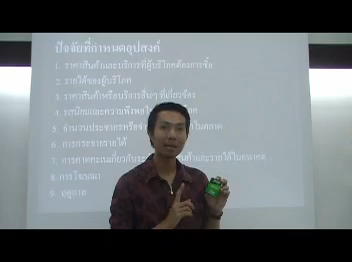 ปัจจัยที่กำหนดอุปสงค์
1. ราคาสินค้าและบริการที่ผู้บริโภคต้องการซื้อ
2. รายได้ของผู้บริโภค
3. ราคาสินค้าหรือบริการอื่นๆ ที่เกี่ยวข้อง
4. รสนิยมและความพึงพอใจ
5. จำนวนประชากร
6. การกระจายรายได้
7. การคาดคะเนเกี่ยวกับ และรายได้ในอนาคต
8. การโฆษณา
9. ฤดูกาล